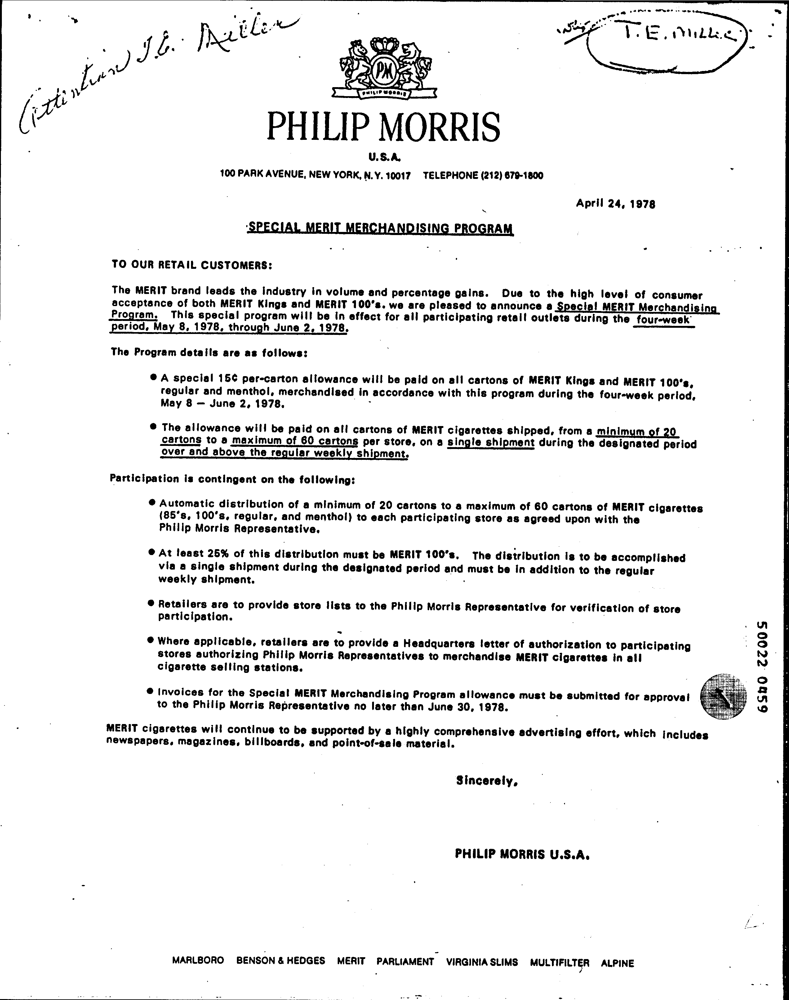 Attention T.E. Miller
T.E. Miller
PM
PHILIP MORRIS
PHILIP MORRIS
U.S.A.
100 PARK AVENUE, NEW YORK, N.Y. 10017 TELEPHONE (212) 679-1800
April 24, 1978
SPECIAL MERIT MERCHANDISING PROGRAM
TO OUR RETAIL CUSTOMERS:
The MERIT brand leads the industry in volume and percentage gains. Due to the high level of consumer
acceptance of both MERIT Kings and MERIT 100's, we are pleased to announce a Special MERIT Merchandising
Program. This special program will be in effect for all participating retail outlets during the four-week
period, May 8, 1978, through June 2, 1978.
The Program details are as follows:
● A special 15¢ per-carton allowance will be paid on all cartons of MERIT Kings and MERIT 100's,
regular and menthol, merchandised in accordance with this program during the four-week period,
May 8 – June 2, 1978.
● The allowance will be paid on all cartons of MERIT cigarettes shipped, from a minimum of 20
cartons to a maximum of 60 cartons per store, on a single shipment during the designated period
over and above the regular weekly shipment.
Participation is contingent on the following:
● Automatic distribution of a minimum of 20 cartons to a maximum of 60 cartons of MERIT cigarettes
(85's, 100's, regular, and menthol) to each participating store as agreed upon with the
Philip Morris Representative.
● At least 25% of this distribution must be MERIT 100's. The distribution is to be accomplished
via a single shipment during the designated period and must be in addition to the regular
weekly shipment.
● Retailers are to provide store lists to the Philip Morris Representative for verification of store
participation.
● Where applicable, retailers are to provide a Headquarters letter of authorization to participating
stores authorizing Philip Morris Representatives to merchandise MERIT cigarettes in all
cigarette selling stations.
● Invoices for the Special MERIT Merchandising Program allowance must be submitted for approval
to the Philip Morris Representative no later than June 30, 1978.
MERIT cigarettes will continue to be supported by a highly comprehensive advertising effort, which includes
newspapers, magazines, billboards, and point-of-sale material.
Sincerely,
PHILIP MORRIS U.S.A.
50022 0459
MARLBORO BENSON & HEDGES MERIT PARLIAMENT VIRGINIA SLIMS MULTIFILTER ALPINE